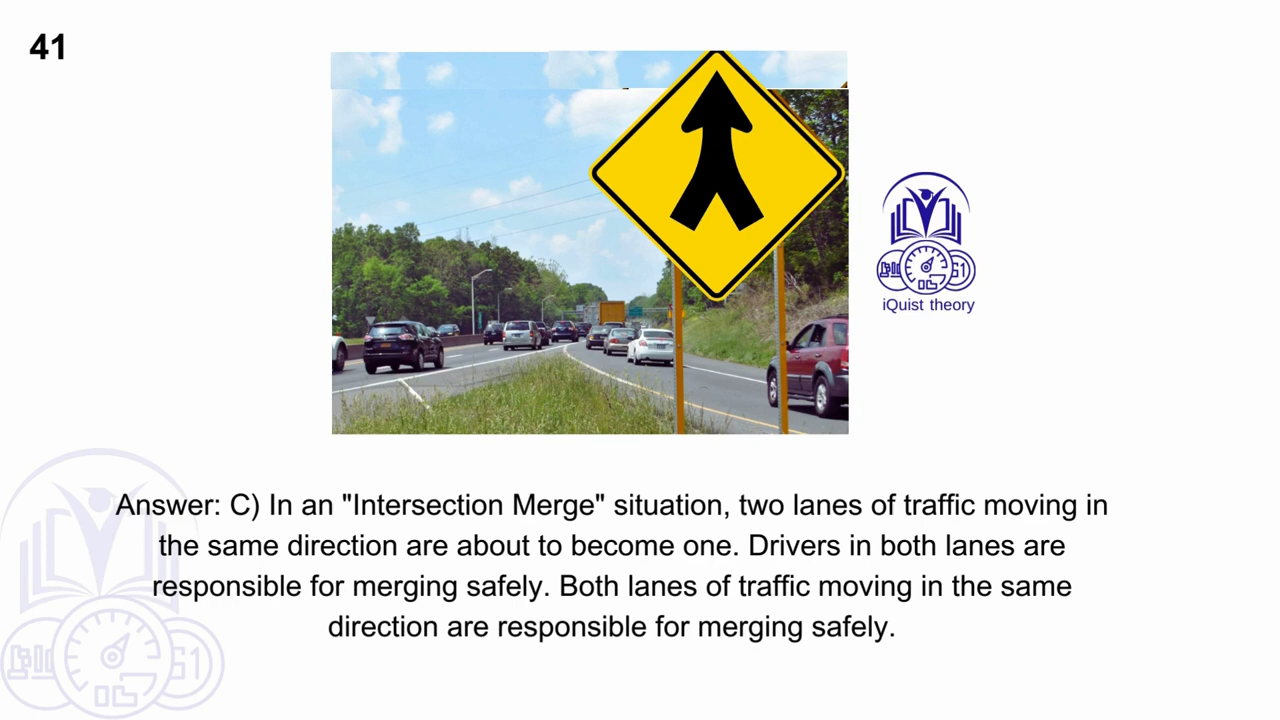 41
G1
iQuist theory
Answer: C) In an "Intersection Merge" situation, two lanes of traffic moving in
the same direction are about to become one. Drivers in both lanes are
responsible for merging safely. Both lanes of traffic moving in the same
direction are responsible for merging safely.
G1